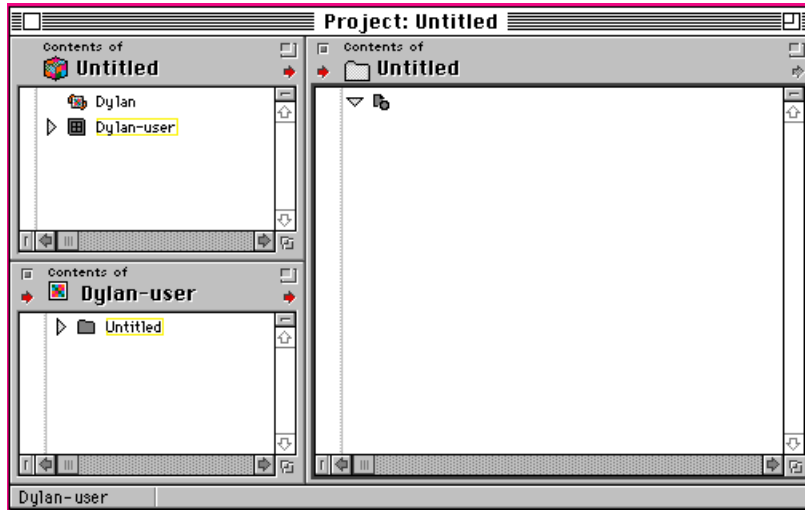 Project: Untitled
Contents of
Untitled
Dylan
Dylan-user
Contents of
Dylan-user
Untitled
Contents of
Untitled
Dylan-user